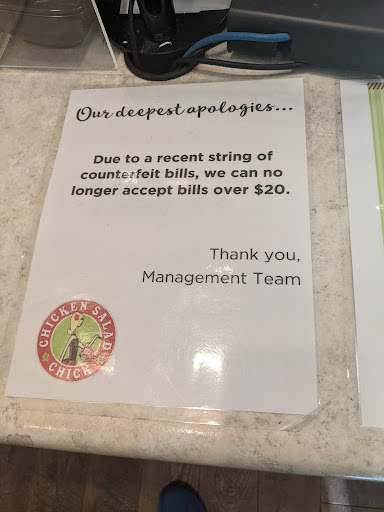 Our deepest apologies...
Due to a recent string of
counterfeit bills, we can no
longer accept bills over $20.
Thank you,
Management Team
CHICKEN SALAD
CHICK